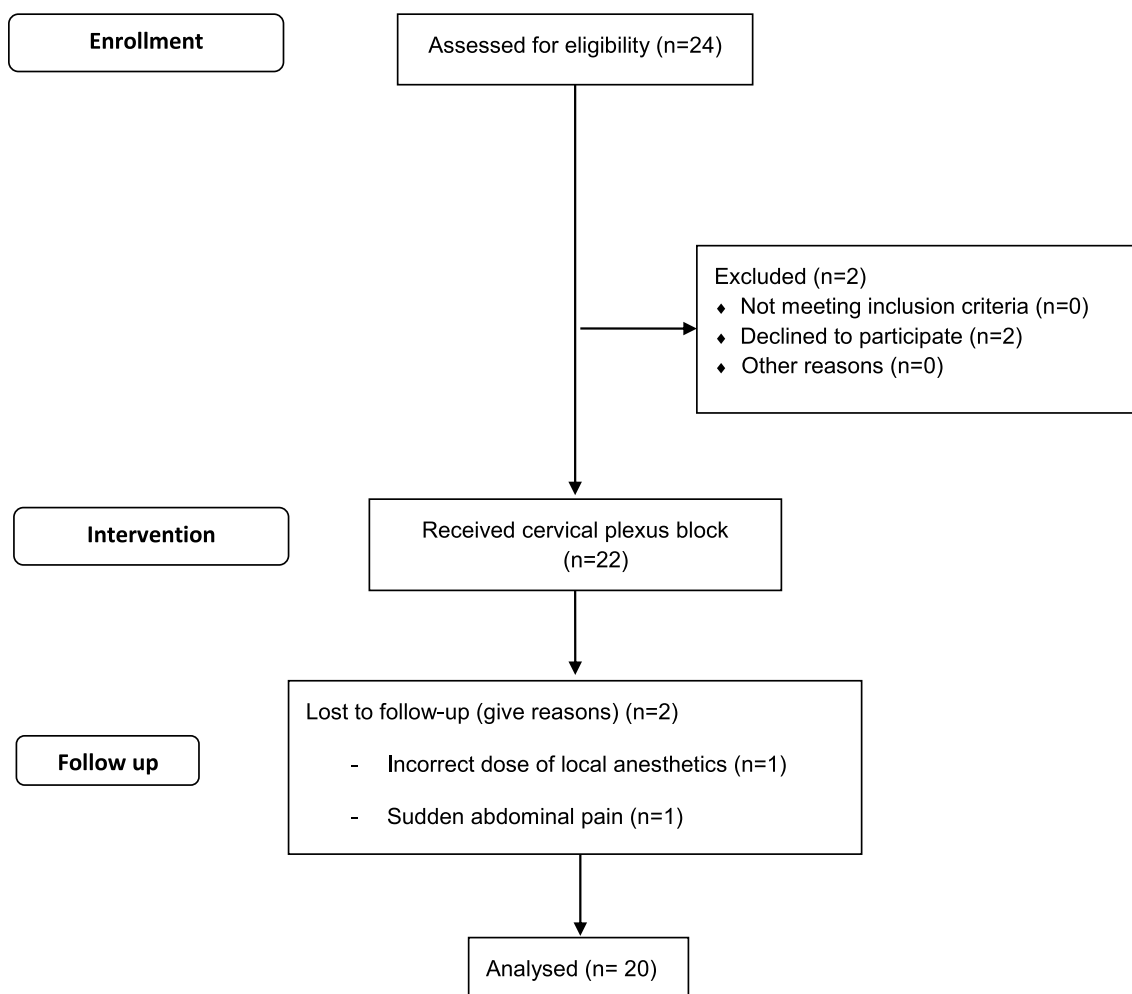 Enrollment
Assessed for eligibility (n=24)
Excluded (n=2)
♦ Not meeting inclusion criteria (n=0)
♦ Declined to participate (n=2)
♦ Other reasons (n=0)
Intervention
Received cervical plexus block
(n=22)
Lost to follow-up (give reasons) (n=2)
- Incorrect dose of local anesthetics (n=1)
Follow up
- Sudden abdominal pain (n=1)
Analysed (n= 20)